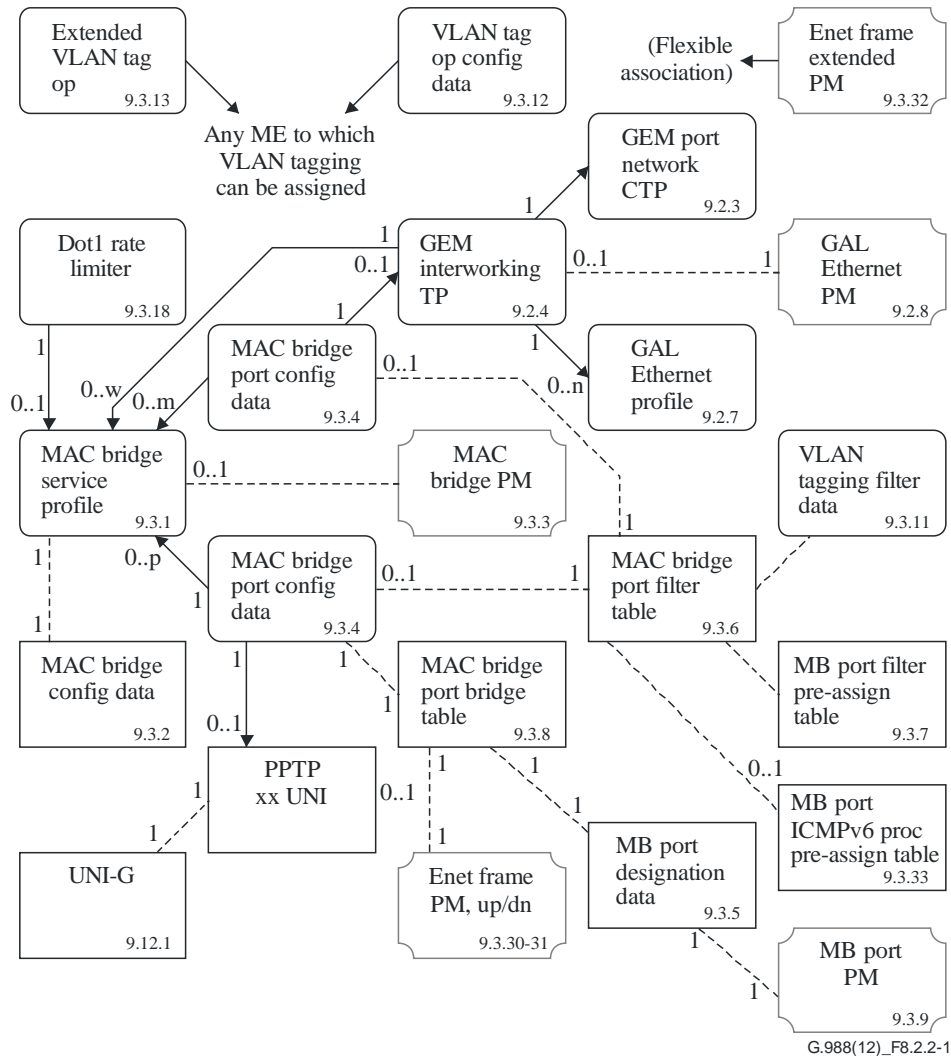 Extended
VLAN tag
op
9.3.13
VLAN tag
op config
data
9.3.12
(Flexible
association)
Enet frame
extended
PM
9.3.32
Any ME to which
VLAN tagging
can be assigned
GEM port
network
CTP
9.2.3
1
Dot1 rate
limiter
9.3.18
1
0..1
GEM
interworking
TP
9.2.4
0..1
1
GAL
Ethernet
PM
9.2.8
1
1
1
0..w
0..m
MAC bridge
port config
data
9.3.4
0..1
0..n
GAL
Ethernet
profile
9.2.7
0..1
MAC bridge
service
profile
9.3.1
0..1
MAC
bridge PM
9.3.3
VLAN
tagging filter
data
9.3.11
1
1
0..p
MAC bridge
port config
data
9.3.4
0..1
1
MAC bridge
port filter
table
9.3.6
1
1
1
1
MAC bridge
config data
9.3.2
1
MAC bridge
port bridge
table
9.3.8
MB port filter
pre-assign
table
9.3.7
0..1
PPTP
xx UNI
0..1
1
1
0..1
MB port
ICMPv6 proc
pre-assign table
9.3.33
1
1
1
1
UNI-G
9.12.1
Enet frame
PM, up/dn
9.3.30-31
MB port
designation
data
9.3.5
1
1
MB port
PM
9.3.9
G.988(12)_F8.2.2-1